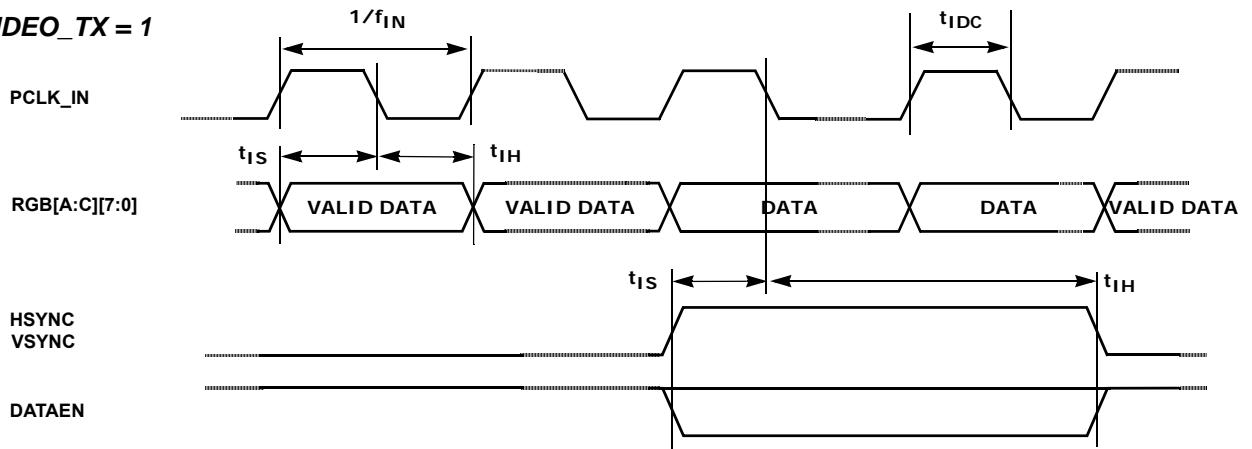 IDEO_TX = 1
1/fIN
tIDC
PCLK_IN
tIS
tIH
RGB[A:C][7:0]
VALID DATA
VALID DATA
DATA
DATA
VALID DATA
tIS
tIH
HSYNC
VSYNC
DATAEN